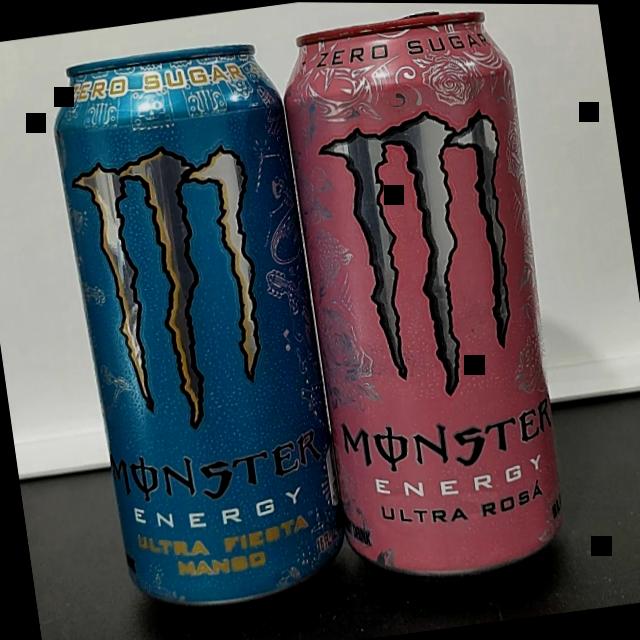 ZERO SUGAR
MONSTER
ENERGY
ULTRA FIESTA
MANGO
ZERO SUGAR
MONSTER
ENERGY
ULTRA ROSÁ